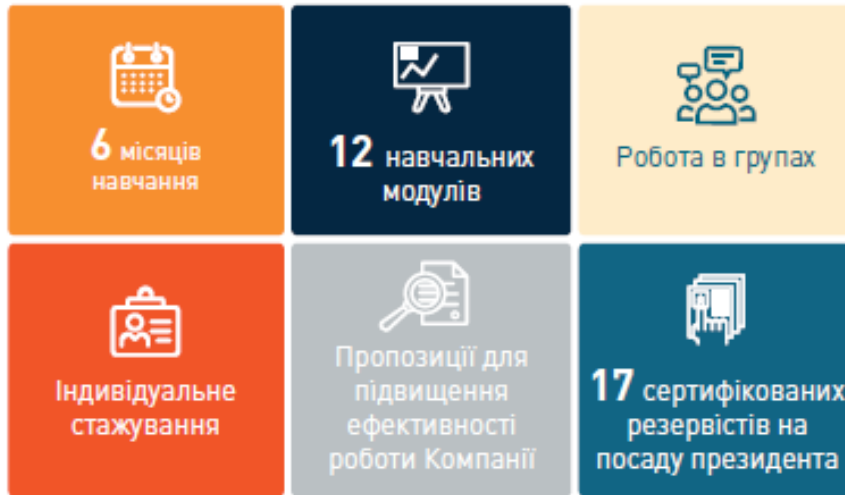 6 місяців
навчання
12 навчальних
модулів
Робота в групах
Індивідуальне
стажування
Пропозиції для
підвищення
ефективності
роботи Компанії
17 сертифікованих
резервістів на
посаду президента